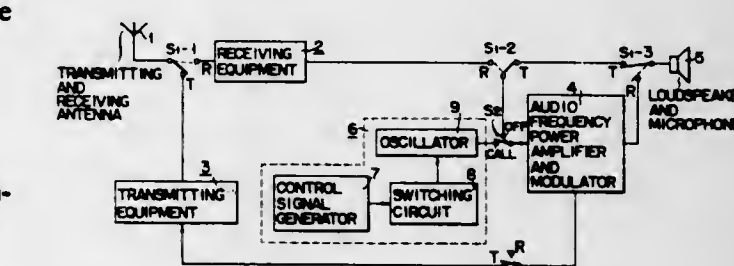 e
1
S1-1
R
T
RECEIVING
EQUIPMENT
2
S1-2
R
T
S1-3
T
R
5
TRANSMITTING
AND
RECEIVING
ANTENNA
LOUDSPEAKE
AND
MICROPHONE
4
AUDIO
FREQUENCY
POWER
AMPLIFIER
AND
MODULATOR
S2
OFF
CALL
6
9
OSCILLATOR
3
TRANSMITTING
EQUIPMENT
7
CONTROL
SIGNAL
GENERATOR
8
SWITCHING
CIRCUIT
-
T
R